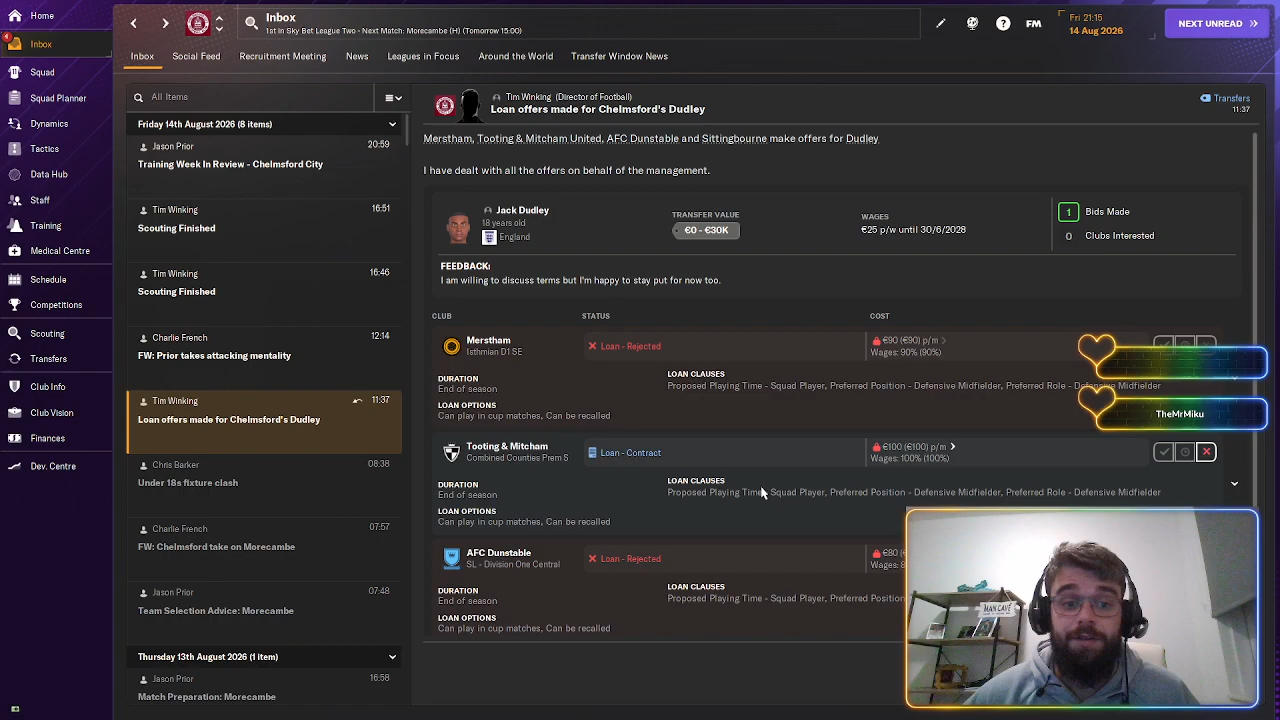 Home
Inbox
Squad
Squad Planner
Dynamics
Tactics
Data Hub
Staff
Training
Medical Centre
Schedule
Competitions
Scouting
Transfers
Club Info
Club Vision
Finances
Dev. Centre
Inbox
1st In Sky Bet League Two - Next Match: Morecambe (H) (Tomorrow 15:00)
FM
Fri 21:15
14 Aug 2026
NEXT UNREAD
Inbox
Social Feed
Recruitment Meeting
News
Leagues in Focus
Around the World
Transfer Window News
All Items
Friday 14th August 2026 (8 items)
Jason Prior 20:59
Training Week In Review - Chelmsford City
Tim Winking 16:51
Scouting Finished
Tim Winking 16:46
Scouting Finished
Charlie French 12:14
FW: Prior takes attacking mentality
Tim Winking 11:37
Loan offers made for Chelmsford's Dudley
Chris Barker 08:38
Under 18s fixture clash
Charlie French 07:57
FW: Chelmsford take on Morecambe
Jason Prior 07:48
Team Selection Advice: Morecambe
Thursday 13th August 2026 (1 item)
Jason Prior 16:58
Match Preparation: Morecambe
Tim Winking (Director of Football)
Loan offers made for Chelmsford's Dudley
Transfers
11:37
Merstham, Tooting & Mitcham United, AFC Dunstable and Sittingbourne make offers for Dudley
I have dealt with all the offers on behalf of the management.
Jack Dudley
18 years old
England
TRANSFER VALUE
€0 - €30K
WAGES
€25 p/w until 30/6/2028
1 Bids Made
0 Clubs Interested
FEEDBACK:
I am willing to discuss terms but I'm happy to stay put for now too.
CLUB STATUS COST
Merstham
Isthmian D1 SE
Loan - Rejected
€90 (€90) p/m
Wages: 90% (90%)
DURATION
End of season
LOAN OPTIONS
Can play in cup matches, Can be recalled
LOAN CLAUSES
Proposed Playing Time - Squad Player, Preferred Position - Defensive Midfielder, Preferred Role - Defensive Midfielder
TheMrMiku
Tooting & Mitcham
Combined Counties Prem S
Loan - Contract
€100 (€100) p/m
Wages: 100% (100%)
DURATION
End of season
LOAN OPTIONS
Can play in cup matches, Can be recalled
LOAN CLAUSES
Proposed Playing Time - Squad Player, Preferred Position - Defensive Midfielder, Preferred Role - Defensive Midfielder
AFC Dunstable
SL - Division One Central
Loan - Rejected
€80
Wages: 8
DURATION
End of season
LOAN OPTIONS
Can play in cup matches, Can be recalled
LOAN CLAUSES
Proposed Playing Time - Squad Player, Preferred Position - Defensive Midfielder
MAN CAVE